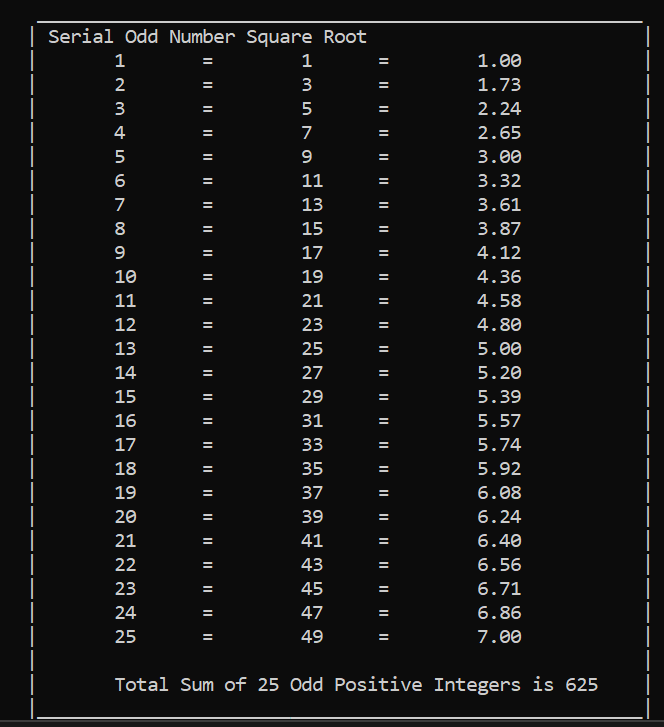 Serial Odd Number Square Root
1 = 1 = 1.00
2 = 3 = 1.73
3 = 5 = 2.24
4 = 7 = 2.65
5 = 9 = 3.00
6 = 11 = 3.32
7 = 13 = 3.61
8 = 15 = 3.87
9 = 17 = 4.12
10 = 19 = 4.36
11 = 21 = 4.58
12 = 23 = 4.80
13 = 25 = 5.00
14 = 27 = 5.20
15 = 29 = 5.39
16 = 31 = 5.57
17 = 33 = 5.74
18 = 35 = 5.92
19 = 37 = 6.08
20 = 39 = 6.24
21 = 41 = 6.40
22 = 43 = 6.56
23 = 45 = 6.71
24 = 47 = 6.86
25 = 49 = 7.00
Total Sum of 25 Odd Positive Integers is 625